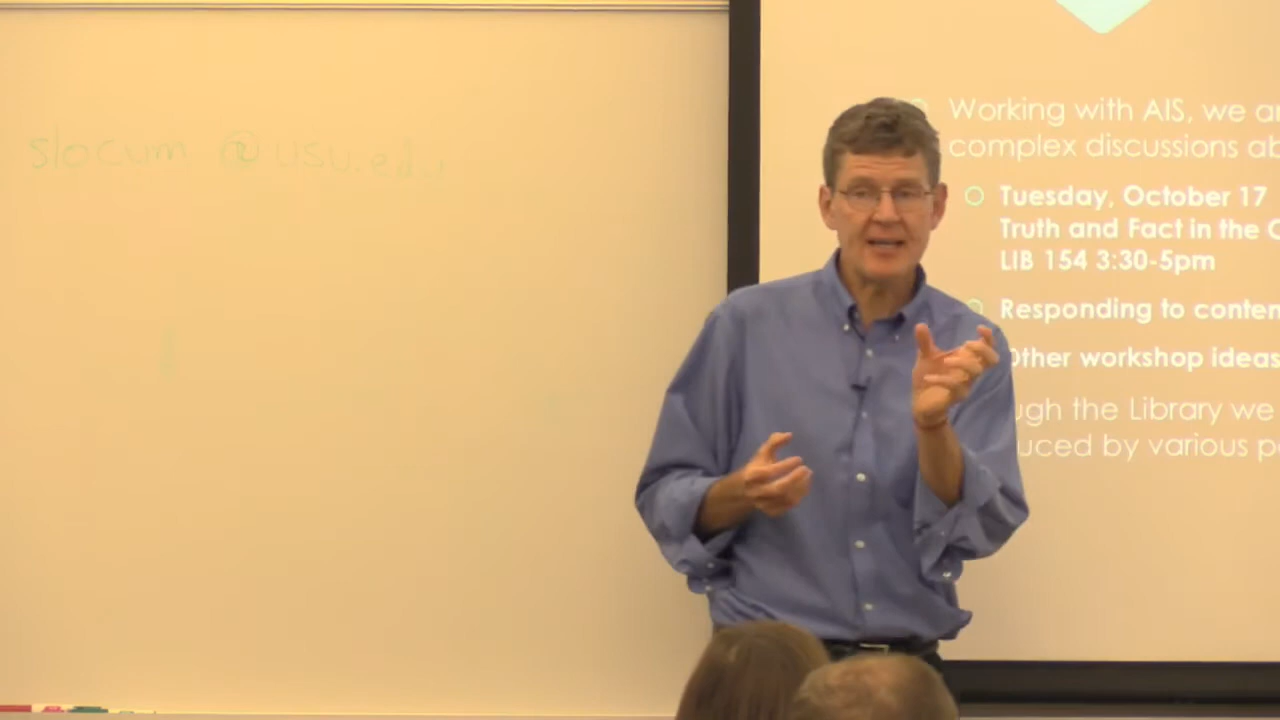 slocum @usu.edu
Working with AIS, we ar
complex discussions ab
Tuesday, October 17
Truth and Fact in the C
LIB 154 3:30-5pm
Responding to conten
Other workshop ideas
ugh the Library we
uced by various pe